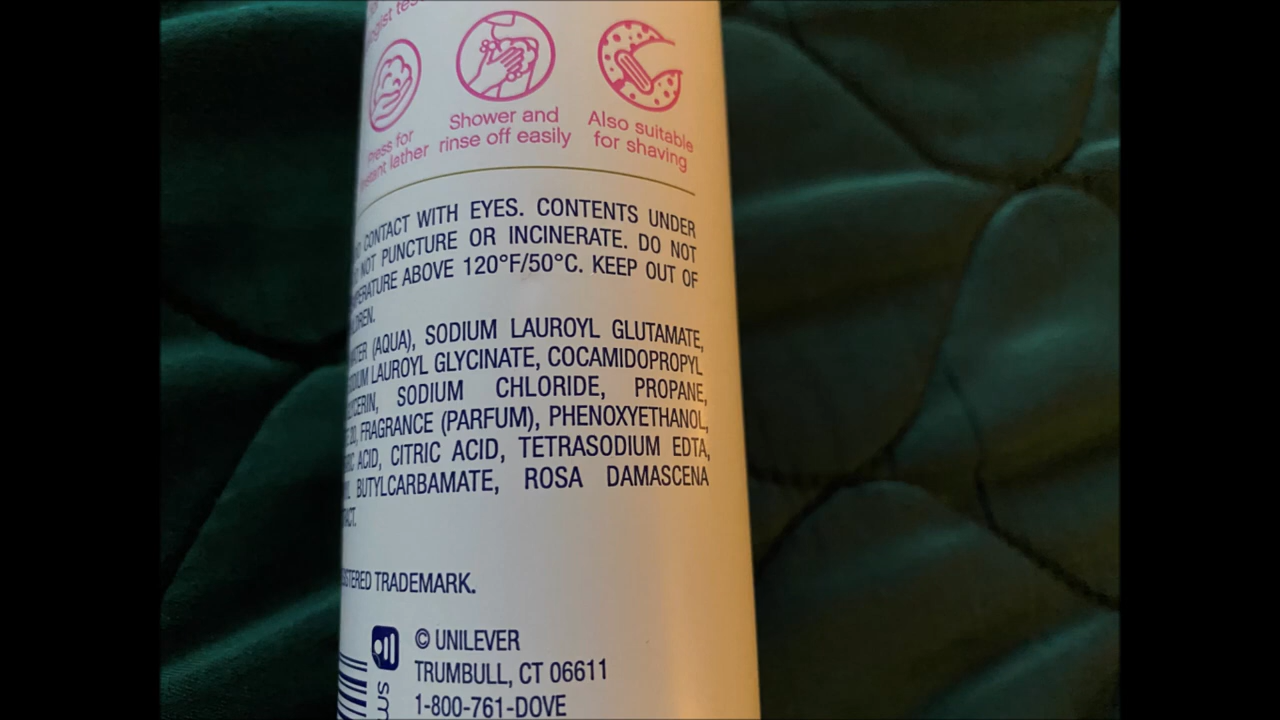 Shower and
rinse off easily
Also suitable
for shaving
Press for
lather
CONTACT WITH EYES. CONTENTS UNDER
NOT PUNCTURE OR INCINERATE. DO NOT
ABOVE 120°F/50°C. KEEP OUT OF
(AQUA), SODIUM LAUROYL GLUTAMATE,
LAUROYL GLYCINATE, COCAMIDOPROPYL
SODIUM CHLORIDE, PROPANE,
20, FRAGRANCE (PARFUM), PHENOXYETHANOL,
ACID, CITRIC ACID, TETRASODIUM EDTA,
BUTYLCARBAMATE, ROSA DAMASCENA
TRADEMARK.
© UNILEVER
TRUMBULL, CT 06611
1-800-761-DOVE